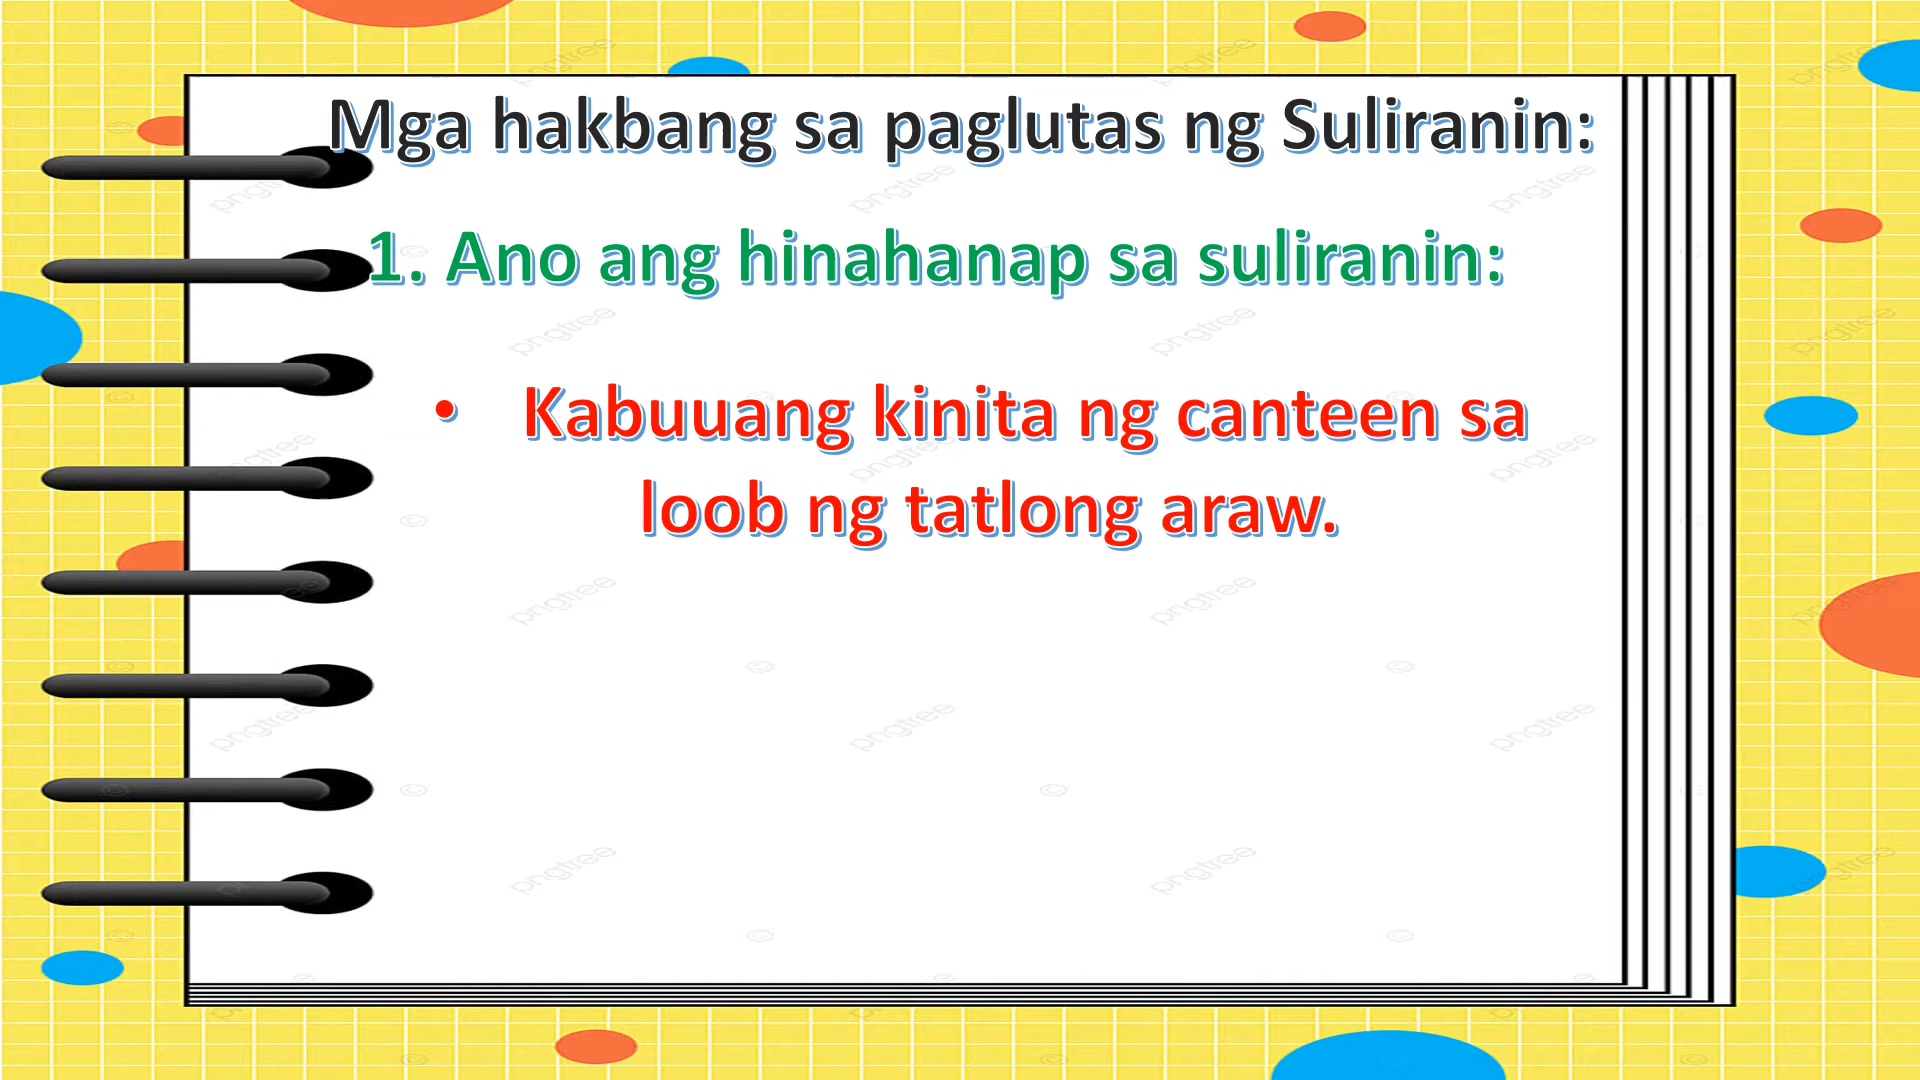 Mga hakbang sa paglutas ng Suliranin:
1. Ano ang hinahanap sa suliranin:
• Kabuuang kinita ng canteen sa
loob ng tatlong araw.
pngtree